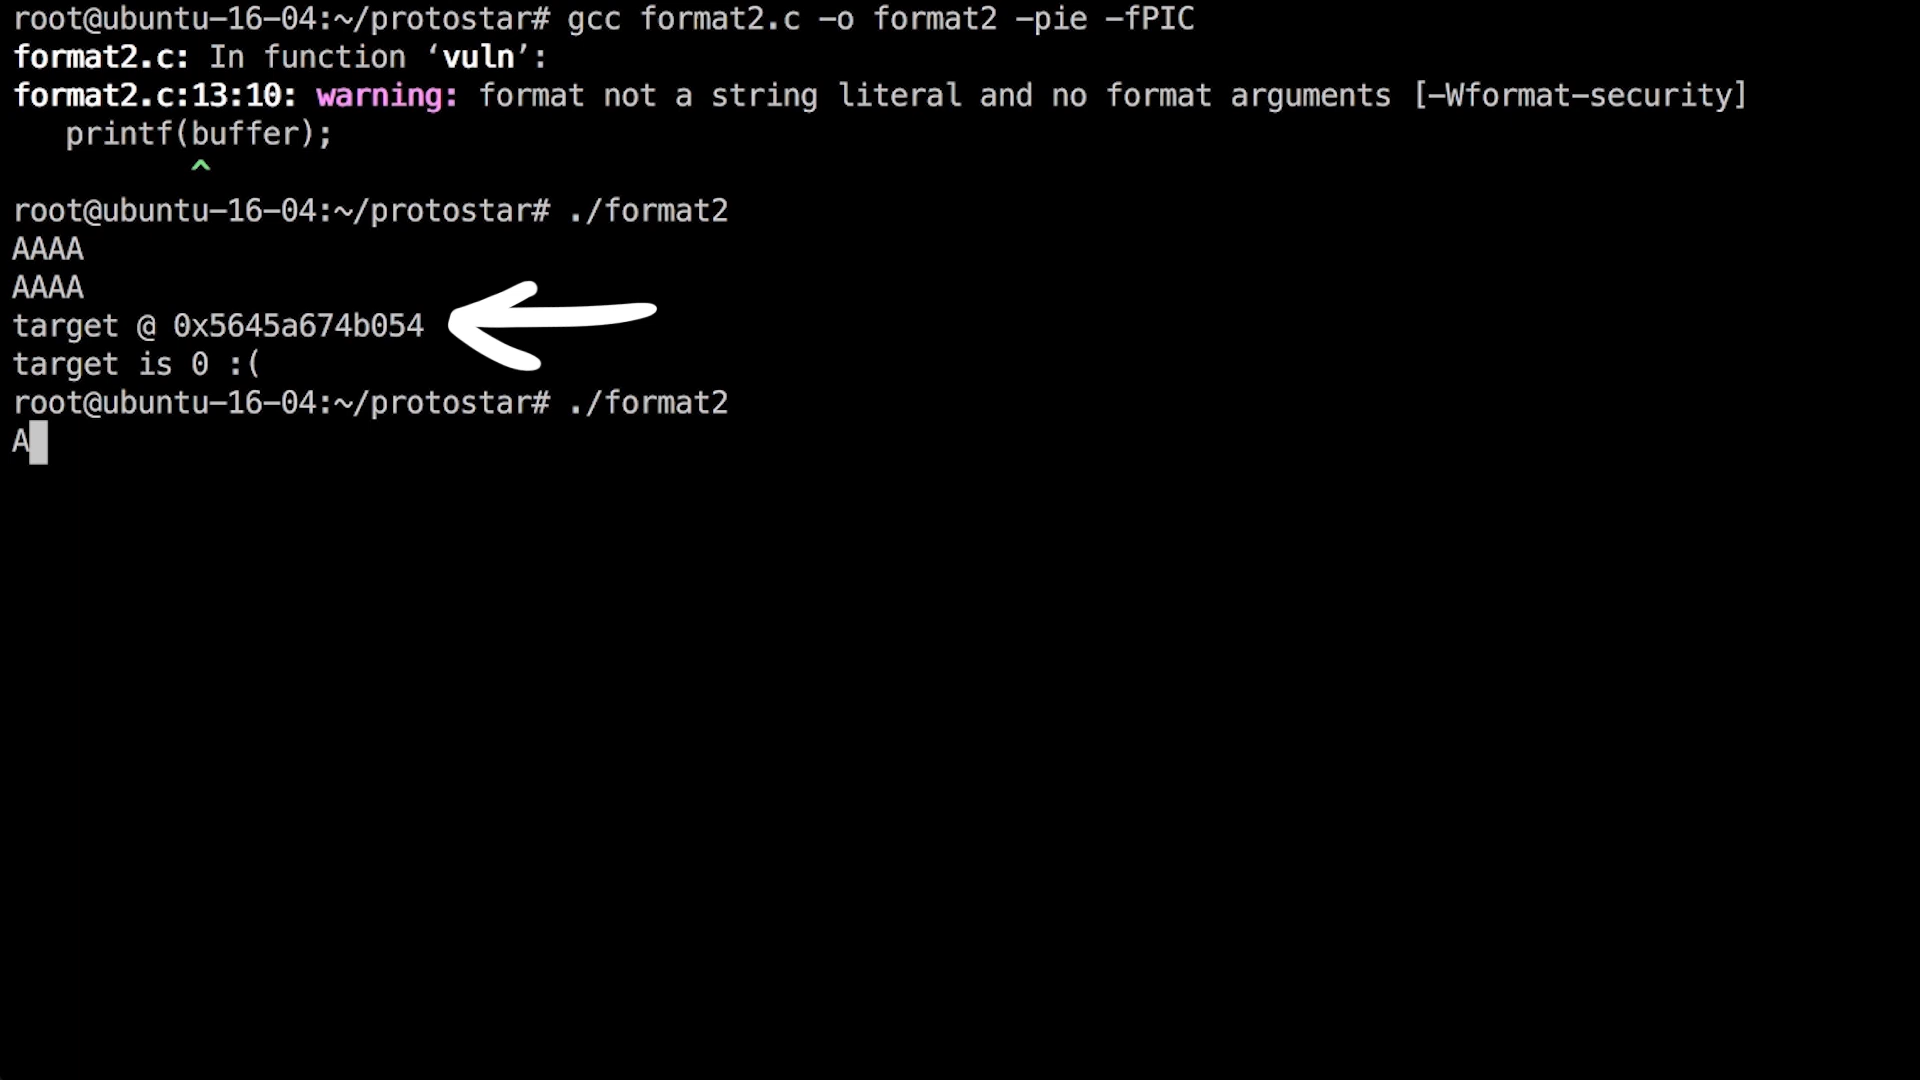 root@ubuntu-16-04:~/protostar# gcc format2.c -o format2 -pie -fPIC
format2.c: In function ‘vuln’:
format2.c:13:10: warning: format not a string literal and no format arguments [-Wformat-security]
printf(buffer);
^
root@ubuntu-16-04:~/protostar# ./format2
AAAA
AAAA
target @ 0x5645a674b054
target is 0 :(
root@ubuntu-16-04:~/protostar# ./format2
A